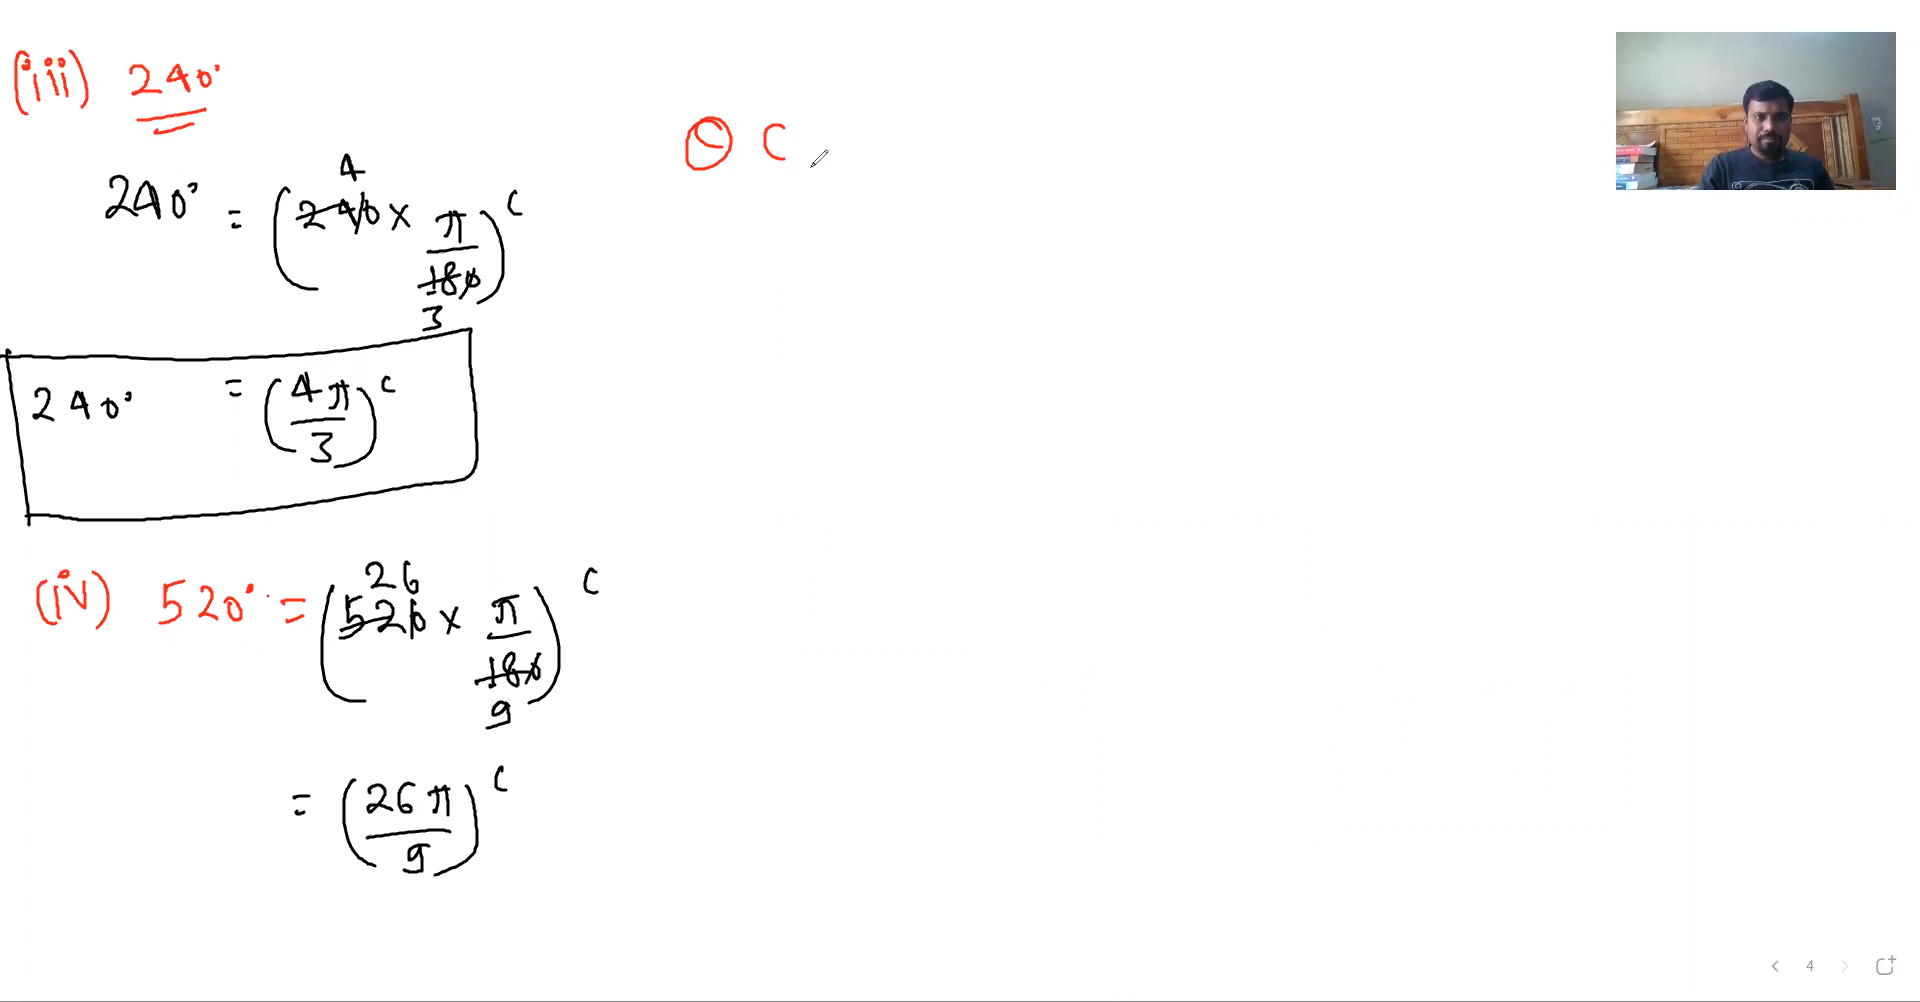 (iii) 240°
240° = (240 × π/180)ᶜ
4
3
240° = (4π/3)ᶜ
(iv) 520° = (520 × π/180)ᶜ
26
9
= (26π/9)ᶜ
C
4